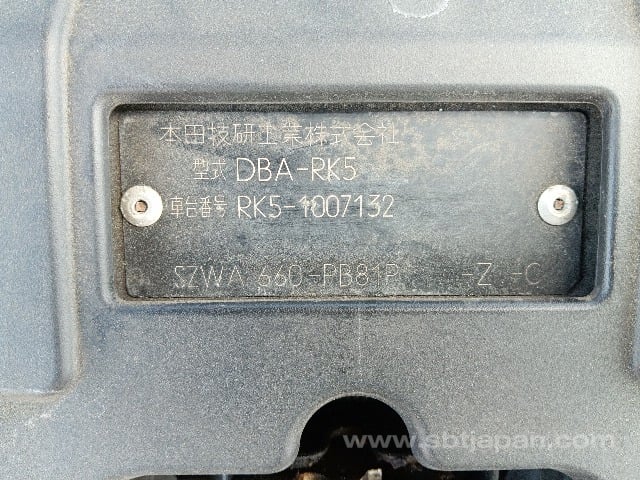 本田技研工業株式会社
型式 DBA-RK5
車台番号 RK5-1007132
SZWA 660-PB81P -Z -C
www.sbtjapan.com